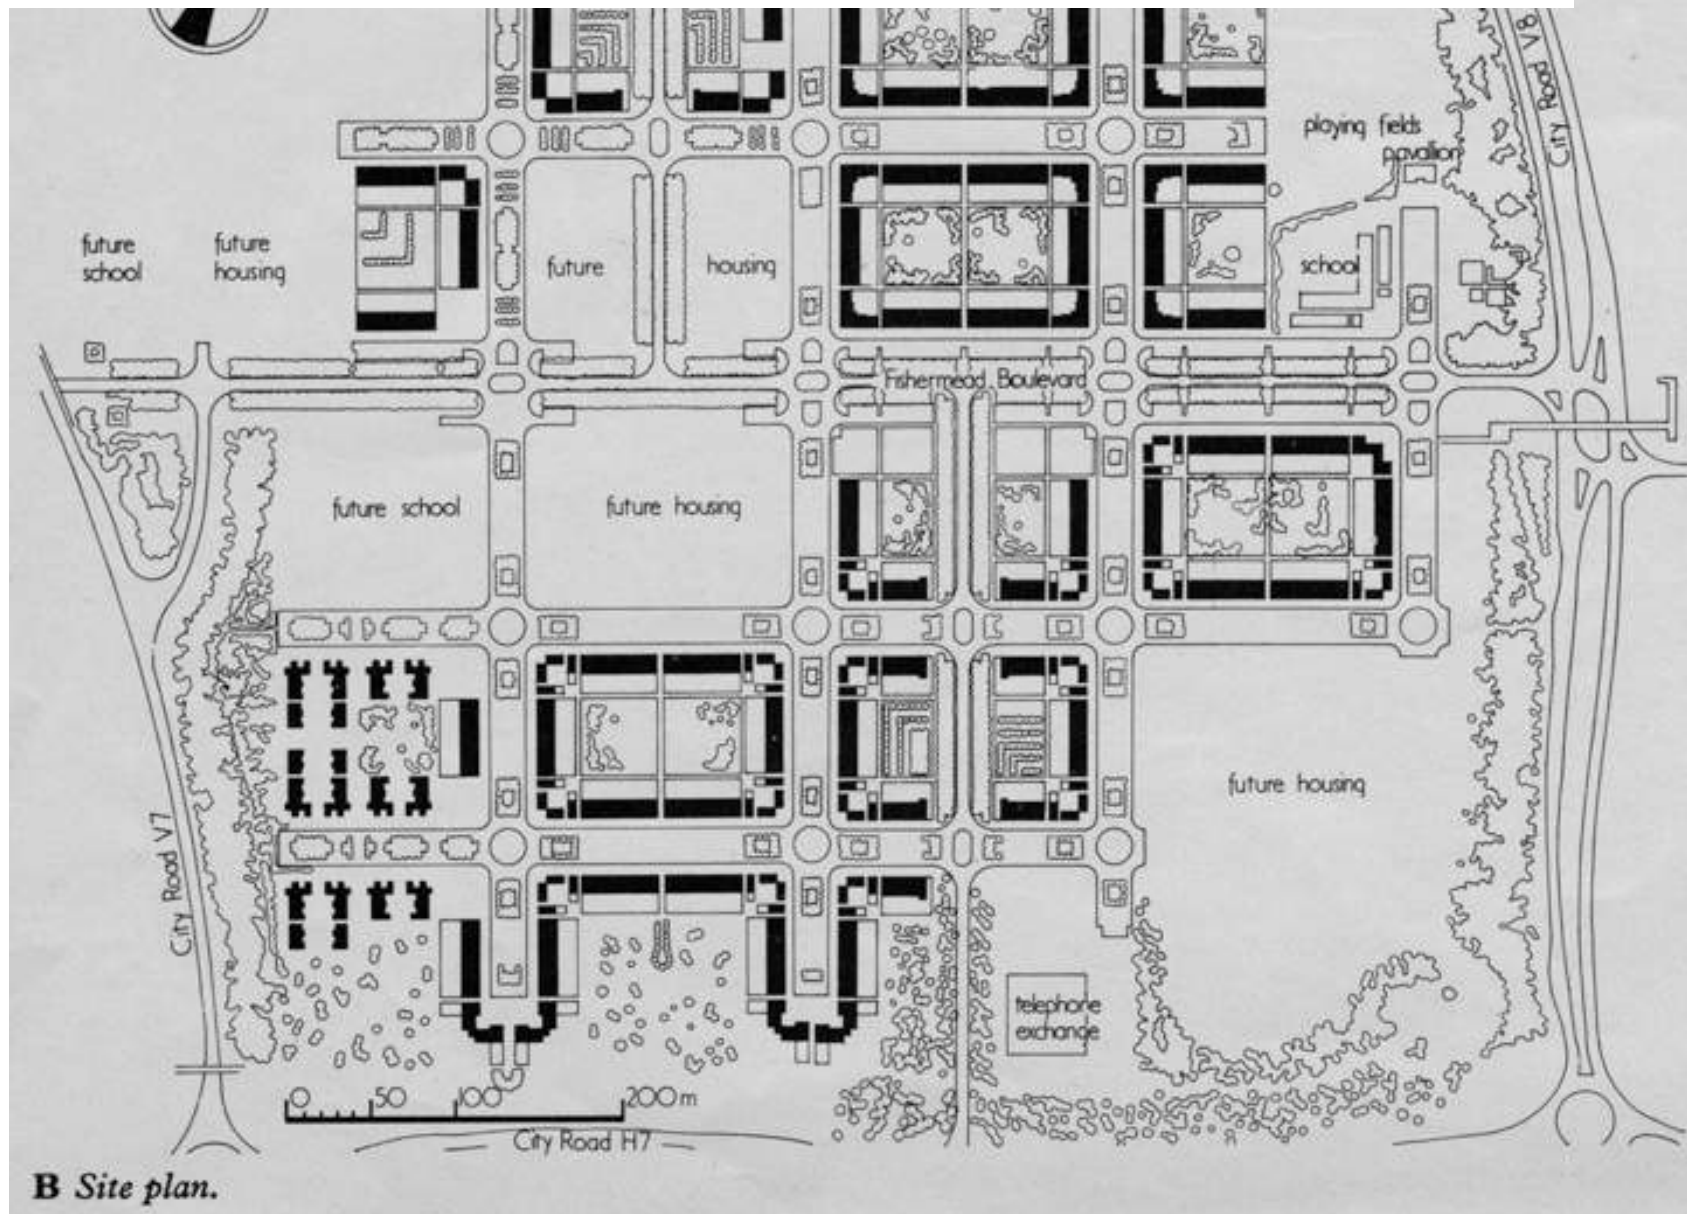 City Road V8
playing fields
pavallion
future
school
future
housing
future
housing
school
Fishermead Boulevard
future school
future housing
future housing
City Road V7
telephone
exchange
0 50 100 200m
City Road H7
B Site plan.